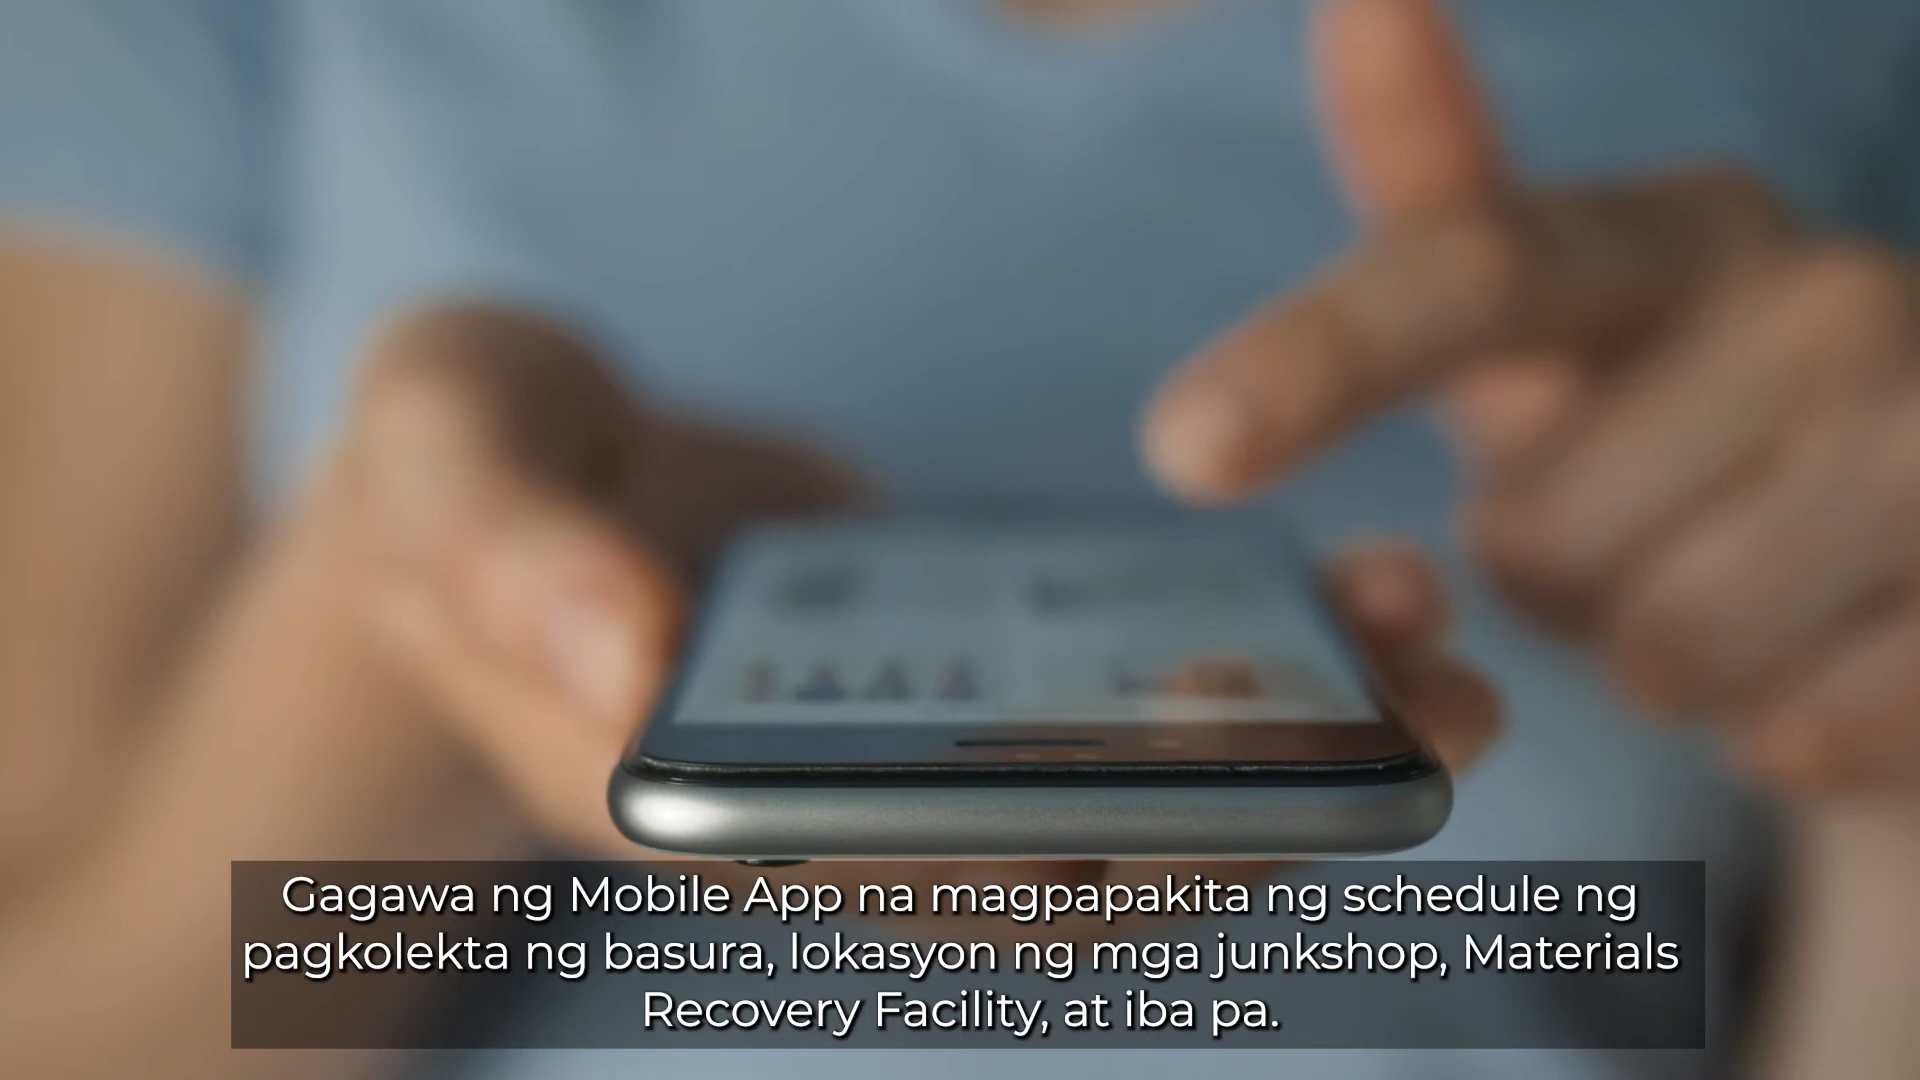 Gagawa ng Mobile App na magpapakita ng schedule ng
pagkolekta ng basura, lokasyon ng mga junkshop, Materials
Recovery Facility, at iba pa.